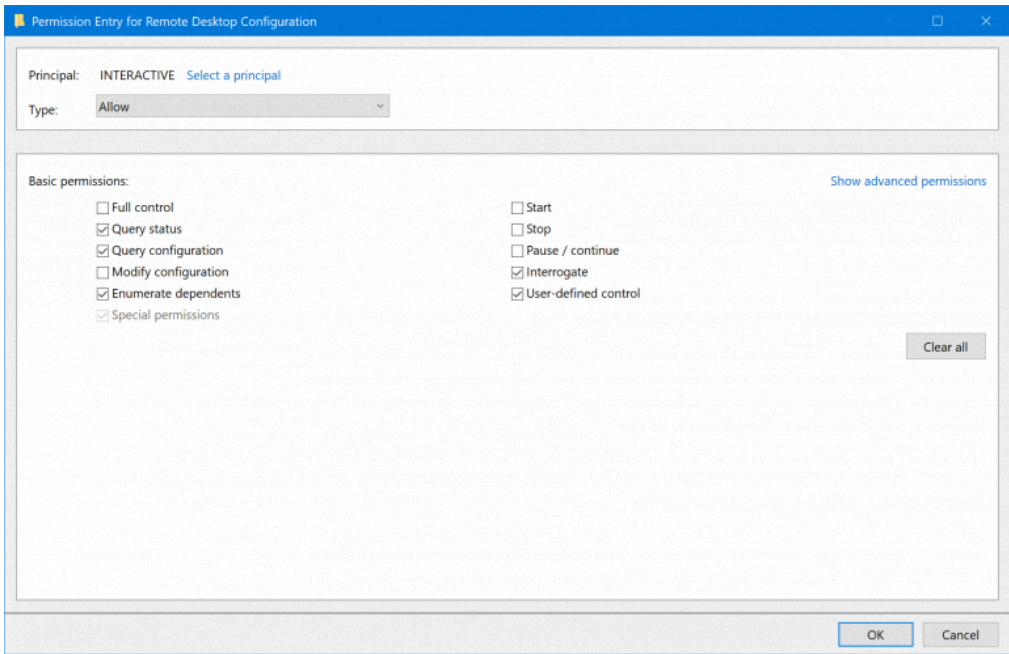 Permission Entry for Remote Desktop Configuration
Principal: INTERACTIVE Select a principal
Type: Allow
Basic permissions: Show advanced permissions
Full control Start
Query status Stop
Query configuration Pause / continue
Modify configuration Interrogate
Enumerate dependents User-defined control
Special permissions
Clear all
OK Cancel